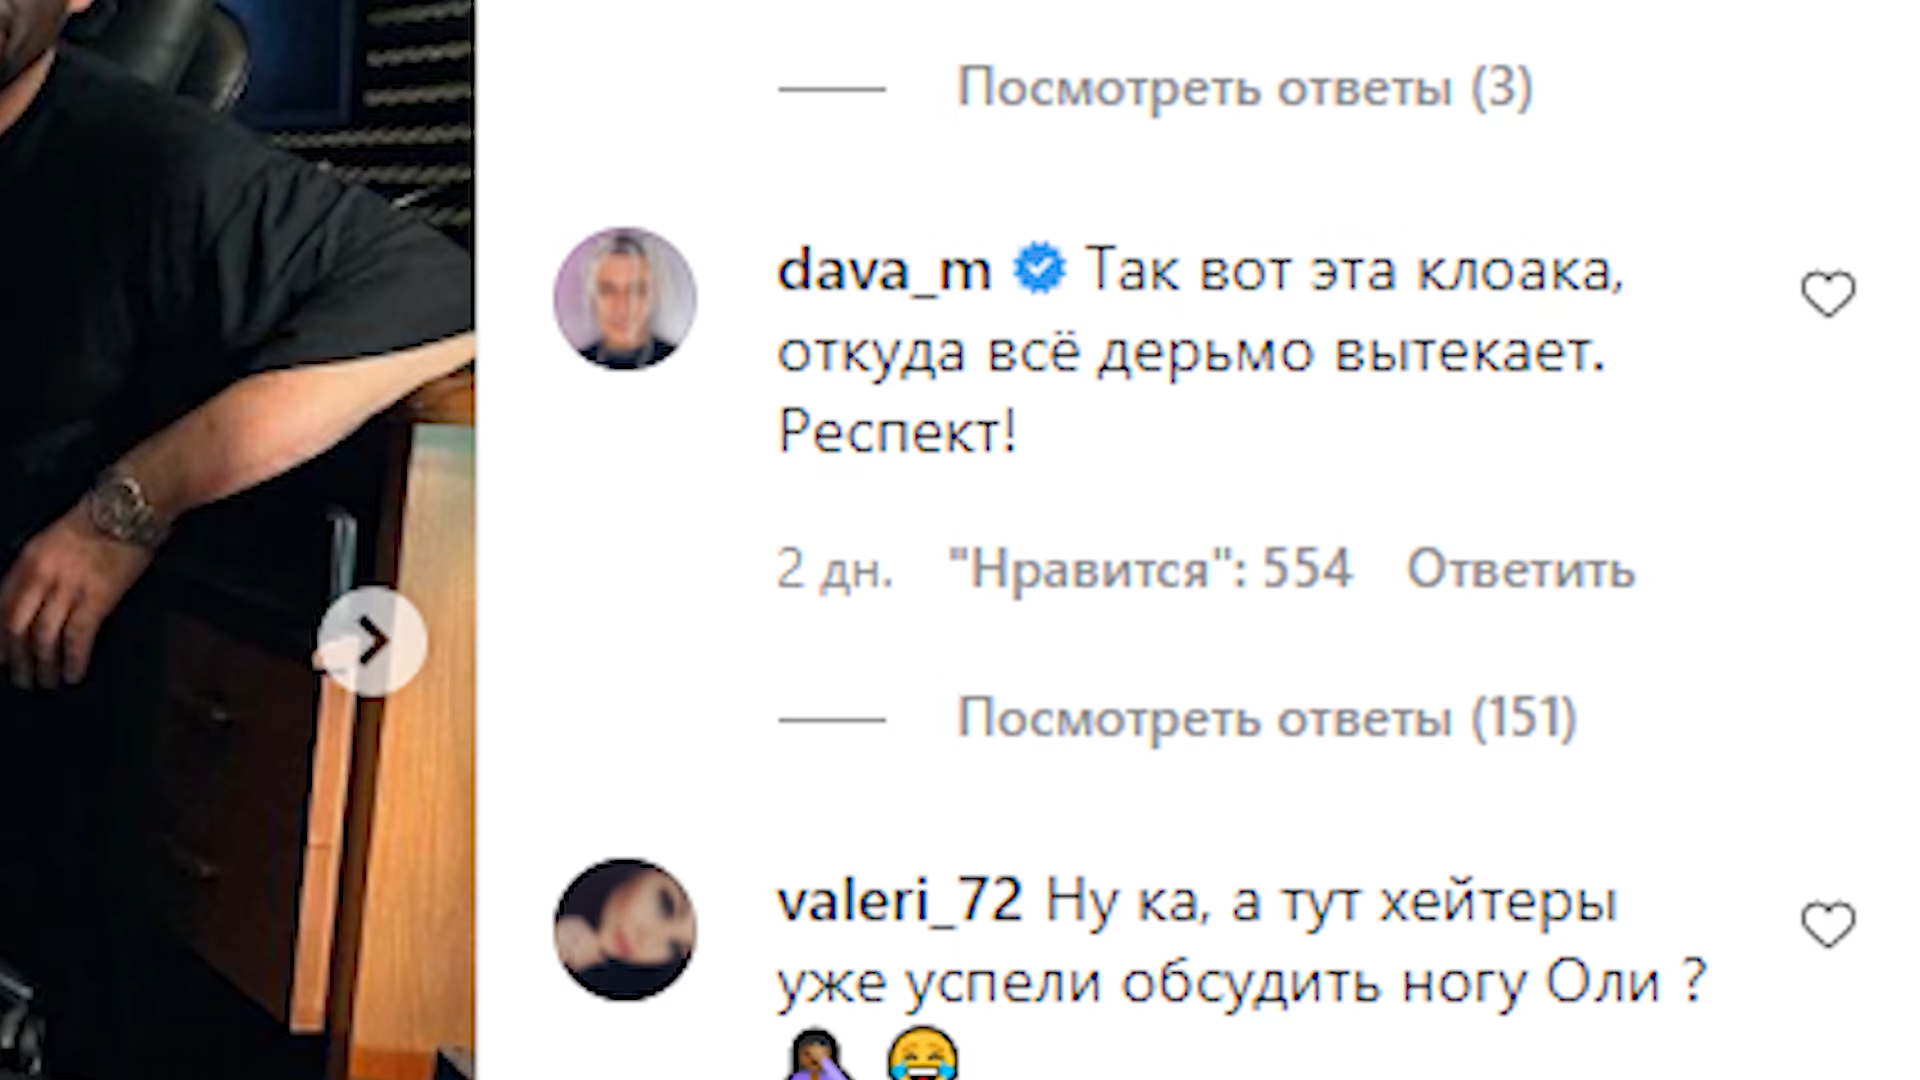 Посмотреть ответы (3)
dava_m Так вот эта клоака,
откуда всё дерьмо вытекает.
Респект!
2 дн. "Нравится": 554 Ответить
Посмотреть ответы (151)
valeri_72 Ну ка, а тут хейтеры
уже успели обсудить ногу Оли ?